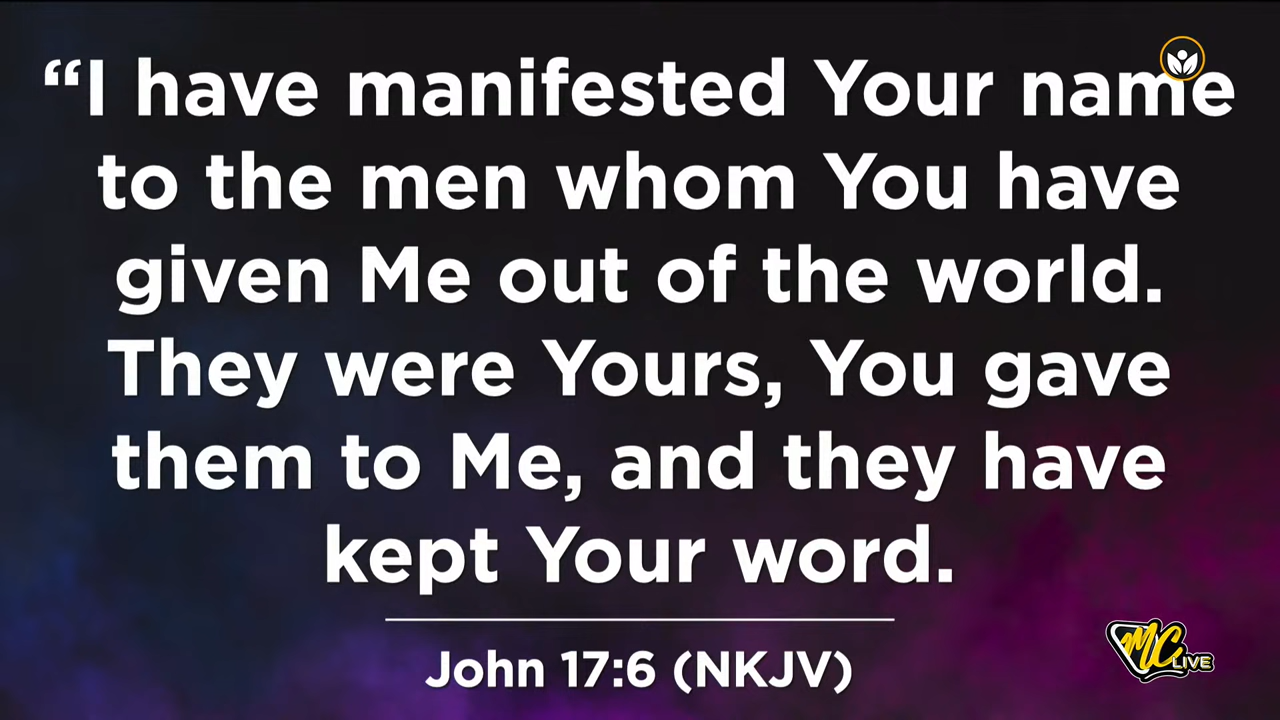 “I have manifested Your name
to the men whom You have
given Me out of the world.
They were Yours, You gave
them to Me, and they have
kept Your word.
John 17:6 (NKJV)
MC
LIVE